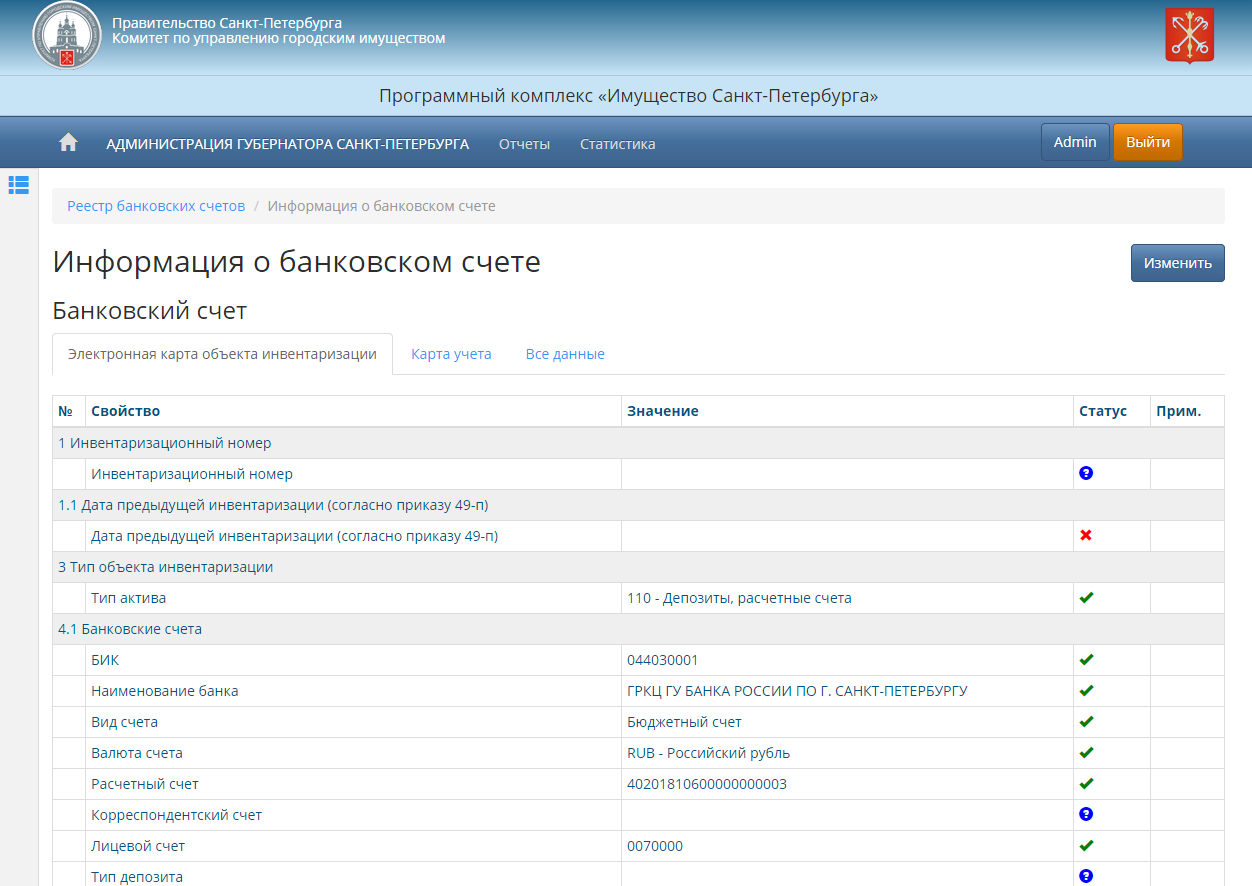 Правительство Санкт-Петербурга
Комитет по управлению городским имуществом
Программный комплекс «Имущество Санкт-Петербурга»
АДМИНИСТРАЦИЯ ГУБЕРНАТОРА САНКТ-ПЕТЕРБУРГА Отчеты Статистика Admin Выйти
Реестр банковских счетов / Информация о банковском счете
Информация о банковском счете Изменить
Банковский счет
Электронная карта объекта инвентаризации Карта учета Все данные
№ Свойство Значение Статус Прим.
1 Инвентаризационный номер
Инвентаризационный номер
1.1 Дата предыдущей инвентаризации (согласно приказу 49-п)
Дата предыдущей инвентаризации (согласно приказу 49-п)
3 Тип объекта инвентаризации
Тип актива 110 - Депозиты, расчетные счета
4.1 Банковские счета
БИК 044030001
Наименование банка ГРКЦ ГУ БАНКА РОССИИ ПО Г. САНКТ-ПЕТЕРБУРГУ
Вид счета Бюджетный счет
Валюта счета RUB - Российский рубль
Расчетный счет 40201810600000000003
Корреспондентский счет
Лицевой счет 0070000
Тип депозита